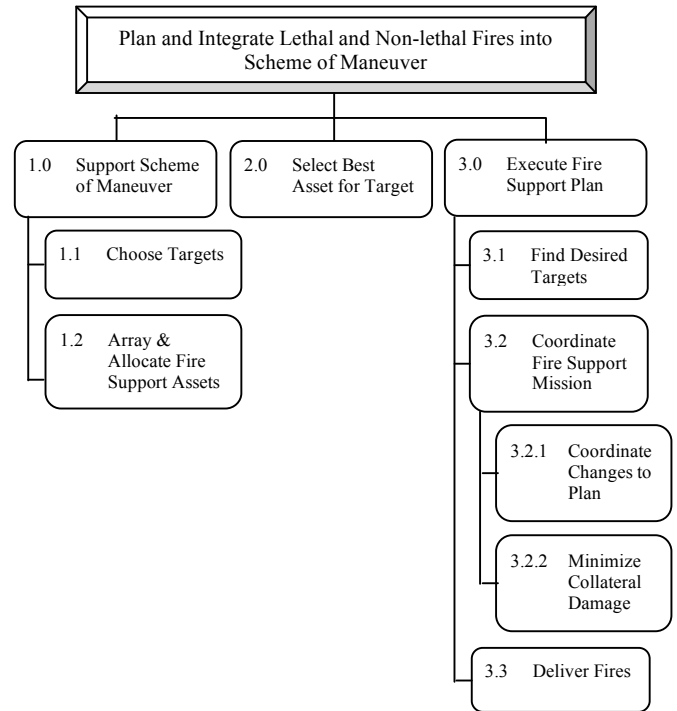 Plan and Integrate Lethal and Non-lethal Fires into
Scheme of Maneuver
1.0 Support Scheme
of Maneuver
1.1 Choose Targets
1.2 Array &
Allocate Fire
Support Assets
2.0 Select Best
Asset for Target
3.0 Execute Fire
Support Plan
3.1 Find Desired
Targets
3.2 Coordinate
Fire Support
Mission
3.2.1 Coordinate
Changes to
Plan
3.2.2 Minimize
Collateral
Damage
3.3 Deliver Fires